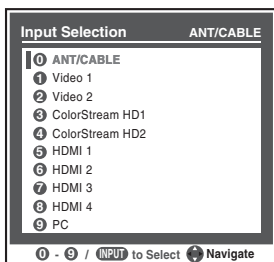 Input Selection ANT/CABLE
0 ANT/CABLE
1 Video 1
2 Video 2
3 ColorStream HD1
4 ColorStream HD2
5 HDMI 1
6 HDMI 2
7 HDMI 3
8 HDMI 4
9 PC
0 - 9 / INPUT to Select Navigate